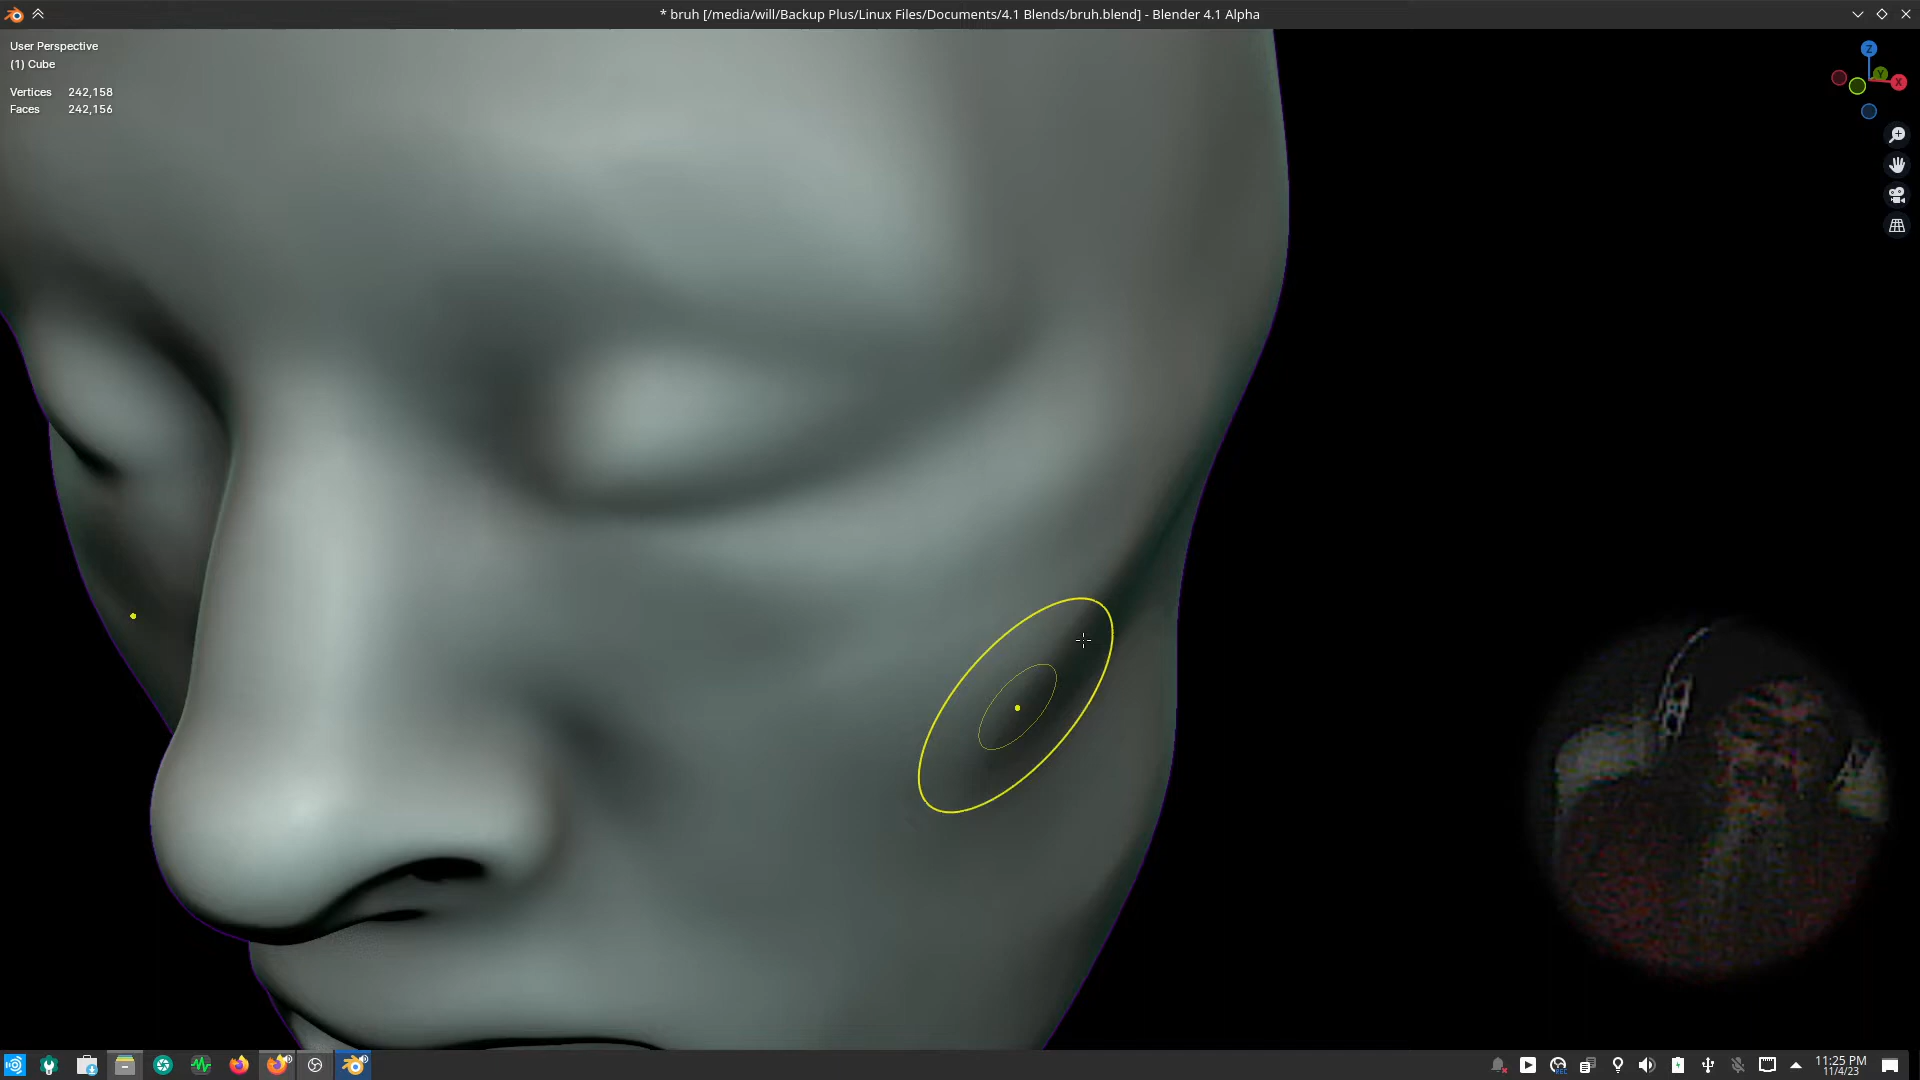 * bruh [/media/will/Backup Plus/Linux Files/Documents/4.1 Blends/bruh.blend] - Blender 4.1 Alpha
User Perspective
(1) Cube
Vertices 242,158
Faces 242,156
Z
Y
X
REC
11:25 PM
11/4/23